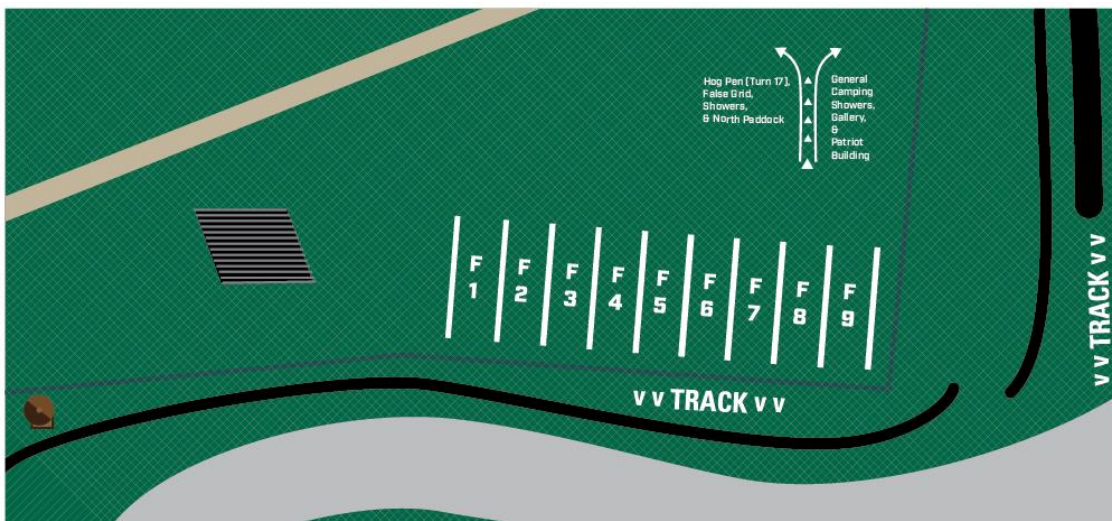 Hog Pen (Turn 17),
False Grid,
Showers,
& North Paddock
General
Camping
Showers,
Gallery,
&
Patriot
Building
F
1
F
2
F
3
F
4
F
5
F
6
F
7
F
8
F
9
v v TRACK v v
v v TRACK v v